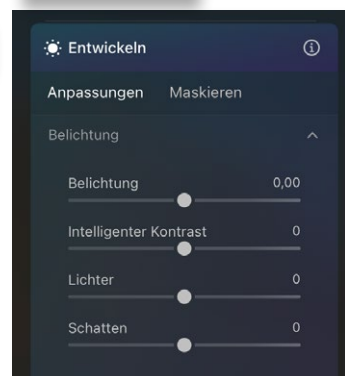 Entwickeln
Anpassungen Maskieren
Belichtung
Belichtung 0,00
Intelligenter Kontrast 0
Lichter 0
Schatten 0